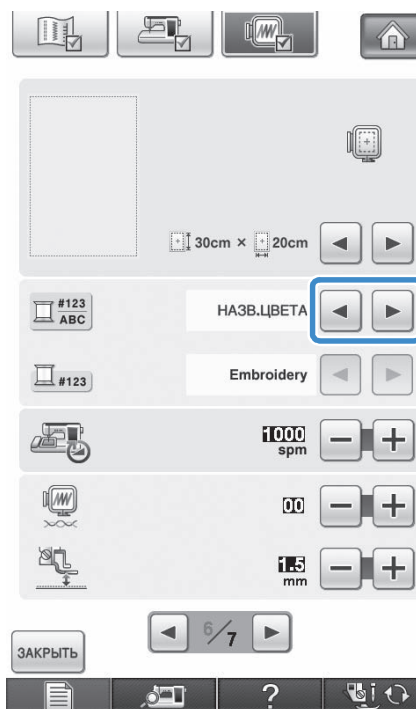 30cm × 20cm
#123
ABC
НАЗВ.ЦВЕТА
#123
Embroidery
1000
spm
00
1.5
mm
6/7
ЗАКРЫТЬ
?